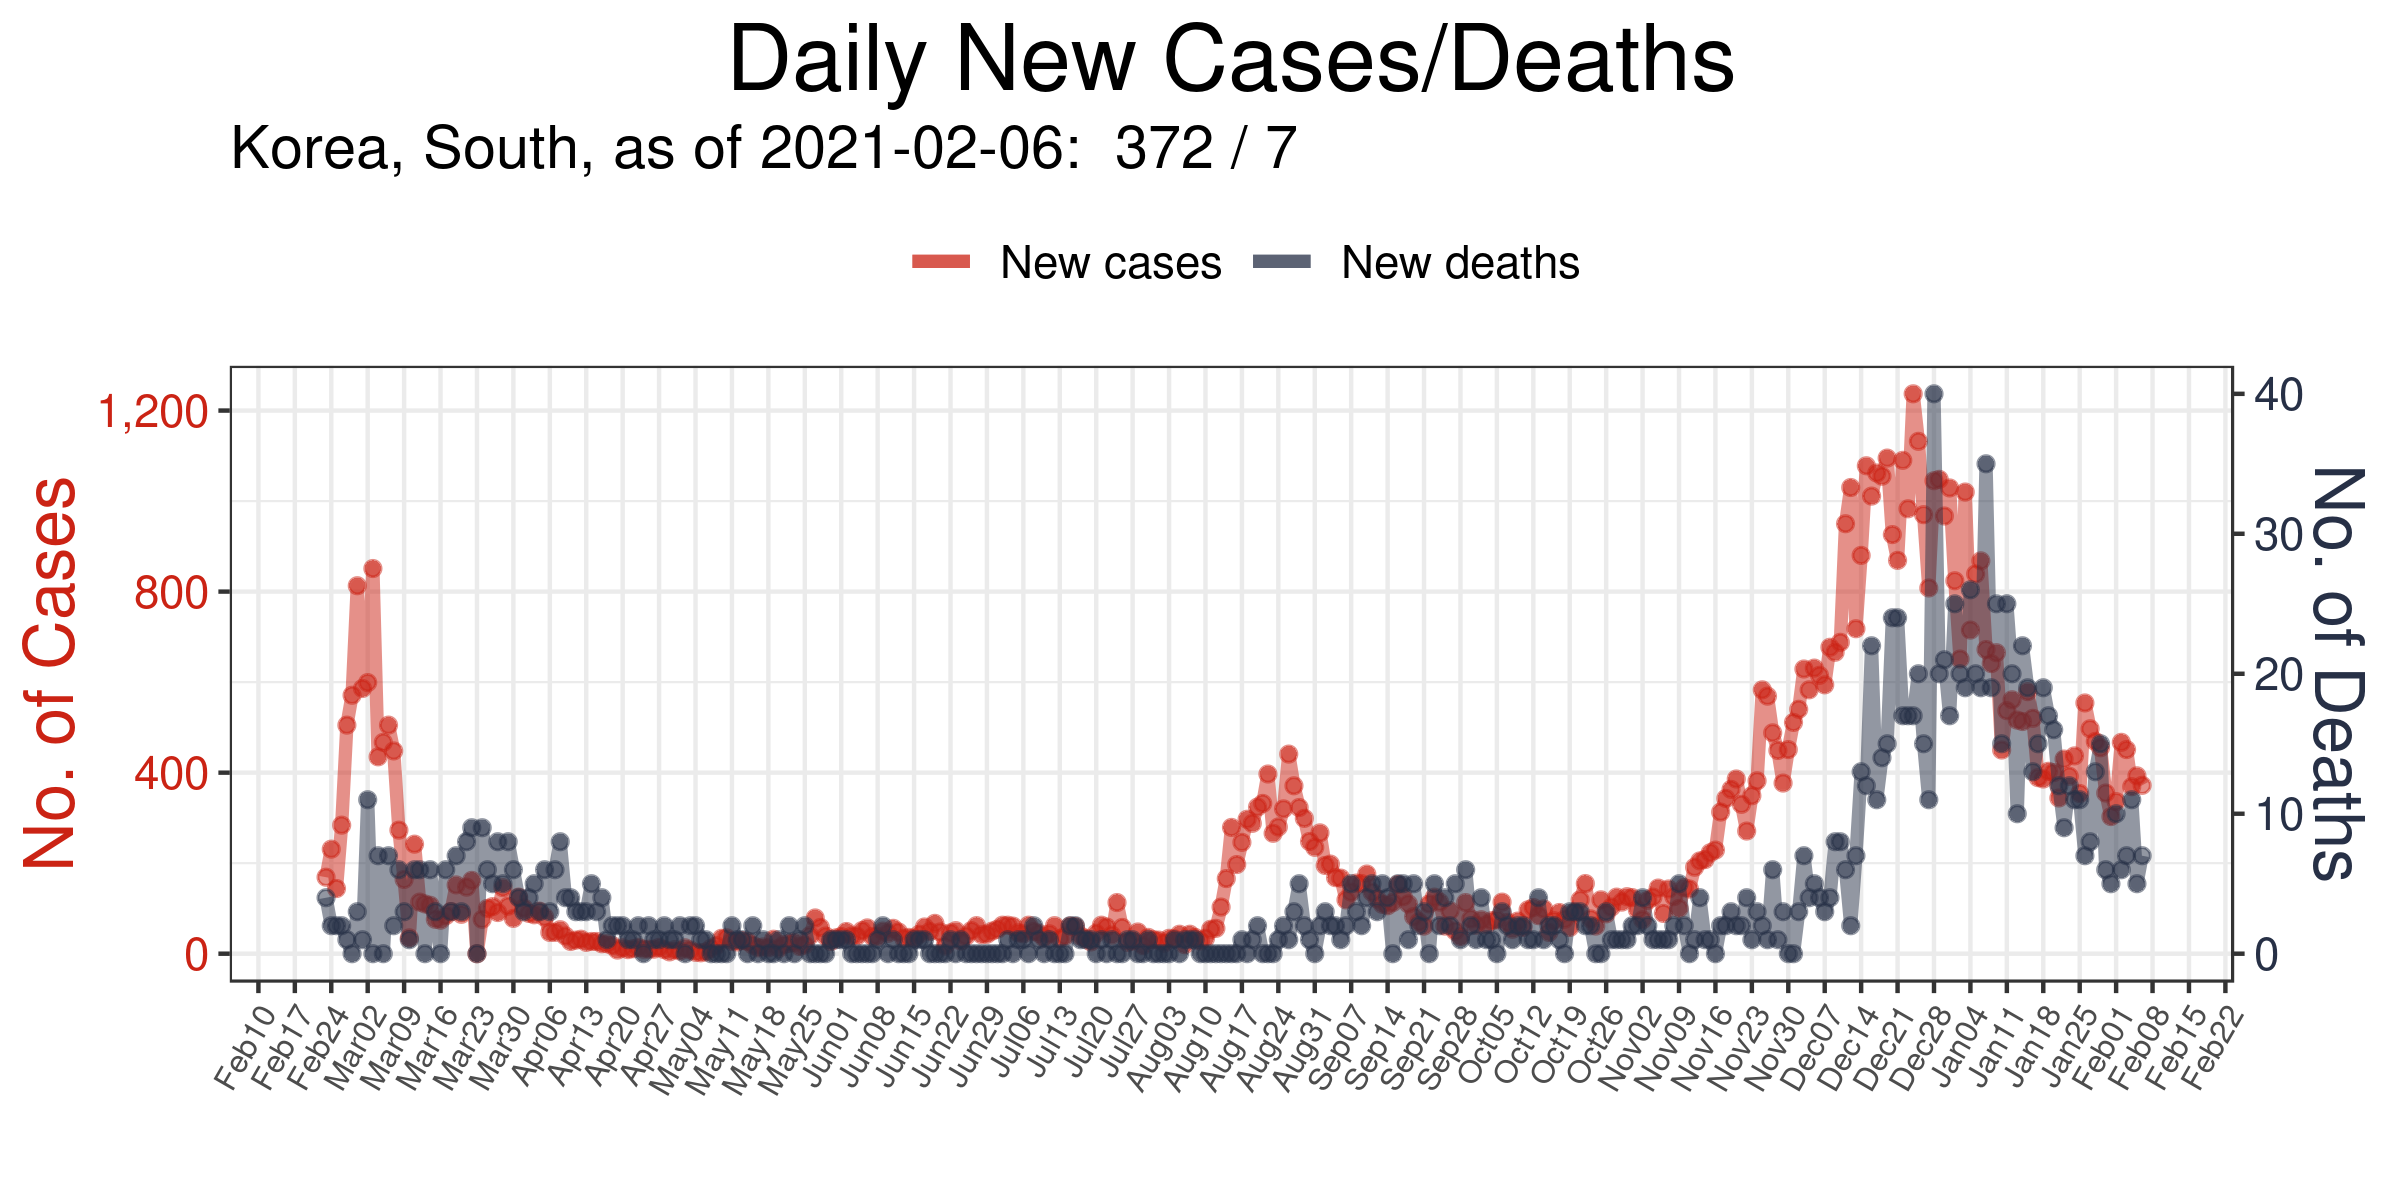 Daily New Cases/Deaths
Korea, South, as of 2021-02-06: 372 / 7
New cases
New deaths
No. of Cases
1,200
800
400
0
40
30
20
10
0
No. of Deaths
Feb10
Feb17
Feb24
Mar02
Mar09
Mar16
Mar23
Mar30
Apr06
Apr13
Apr20
Apr27
May04
May11
May18
May25
Jun01
Jun08
Jun15
Jun22
Jun29
Jul06
Jul13
Jul20
Jul27
Aug03
Aug10
Aug17
Aug24
Aug31
Sep07
Sep14
Sep21
Sep28
Oct05
Oct12
Oct19
Oct26
Nov02
Nov09
Nov16
Nov23
Nov30
Nov07
Dec14
Dec21
Dec28
Dec04
Jan11
Jan18
Jan25
Feb01
Feb08
Feb15
Feb22